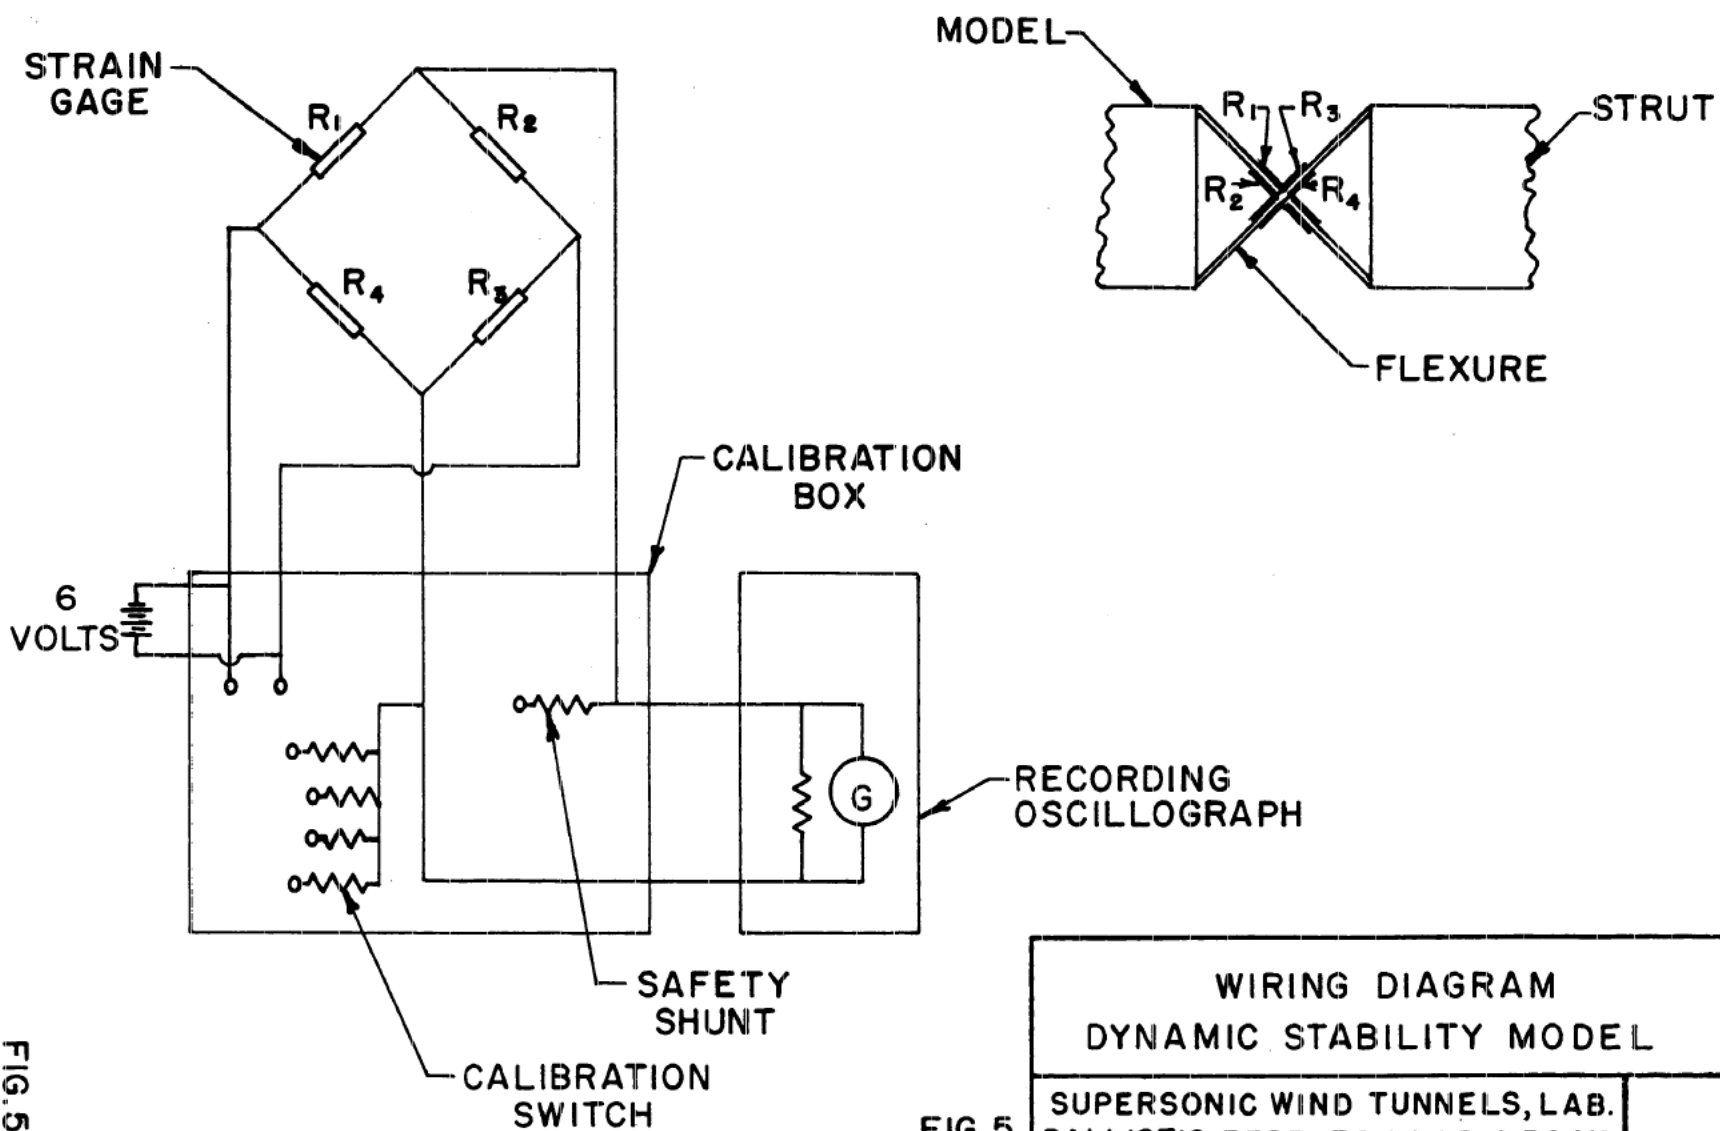 STRAIN
GAGE
R1
R2
R4
R3
MODEL
R1
R3
STRUT
R2
R4
FLEXURE
CALIBRATION
BOX
6
VOLTS
G
RECORDING
OSCILLOGRAPH
SAFETY
SHUNT
CALIBRATION
SWITCH
FIG.5
WIRING DIAGRAM
DYNAMIC STABILITY MODEL
FIG.5
SUPERSONIC WIND TUNNELS, LAB.